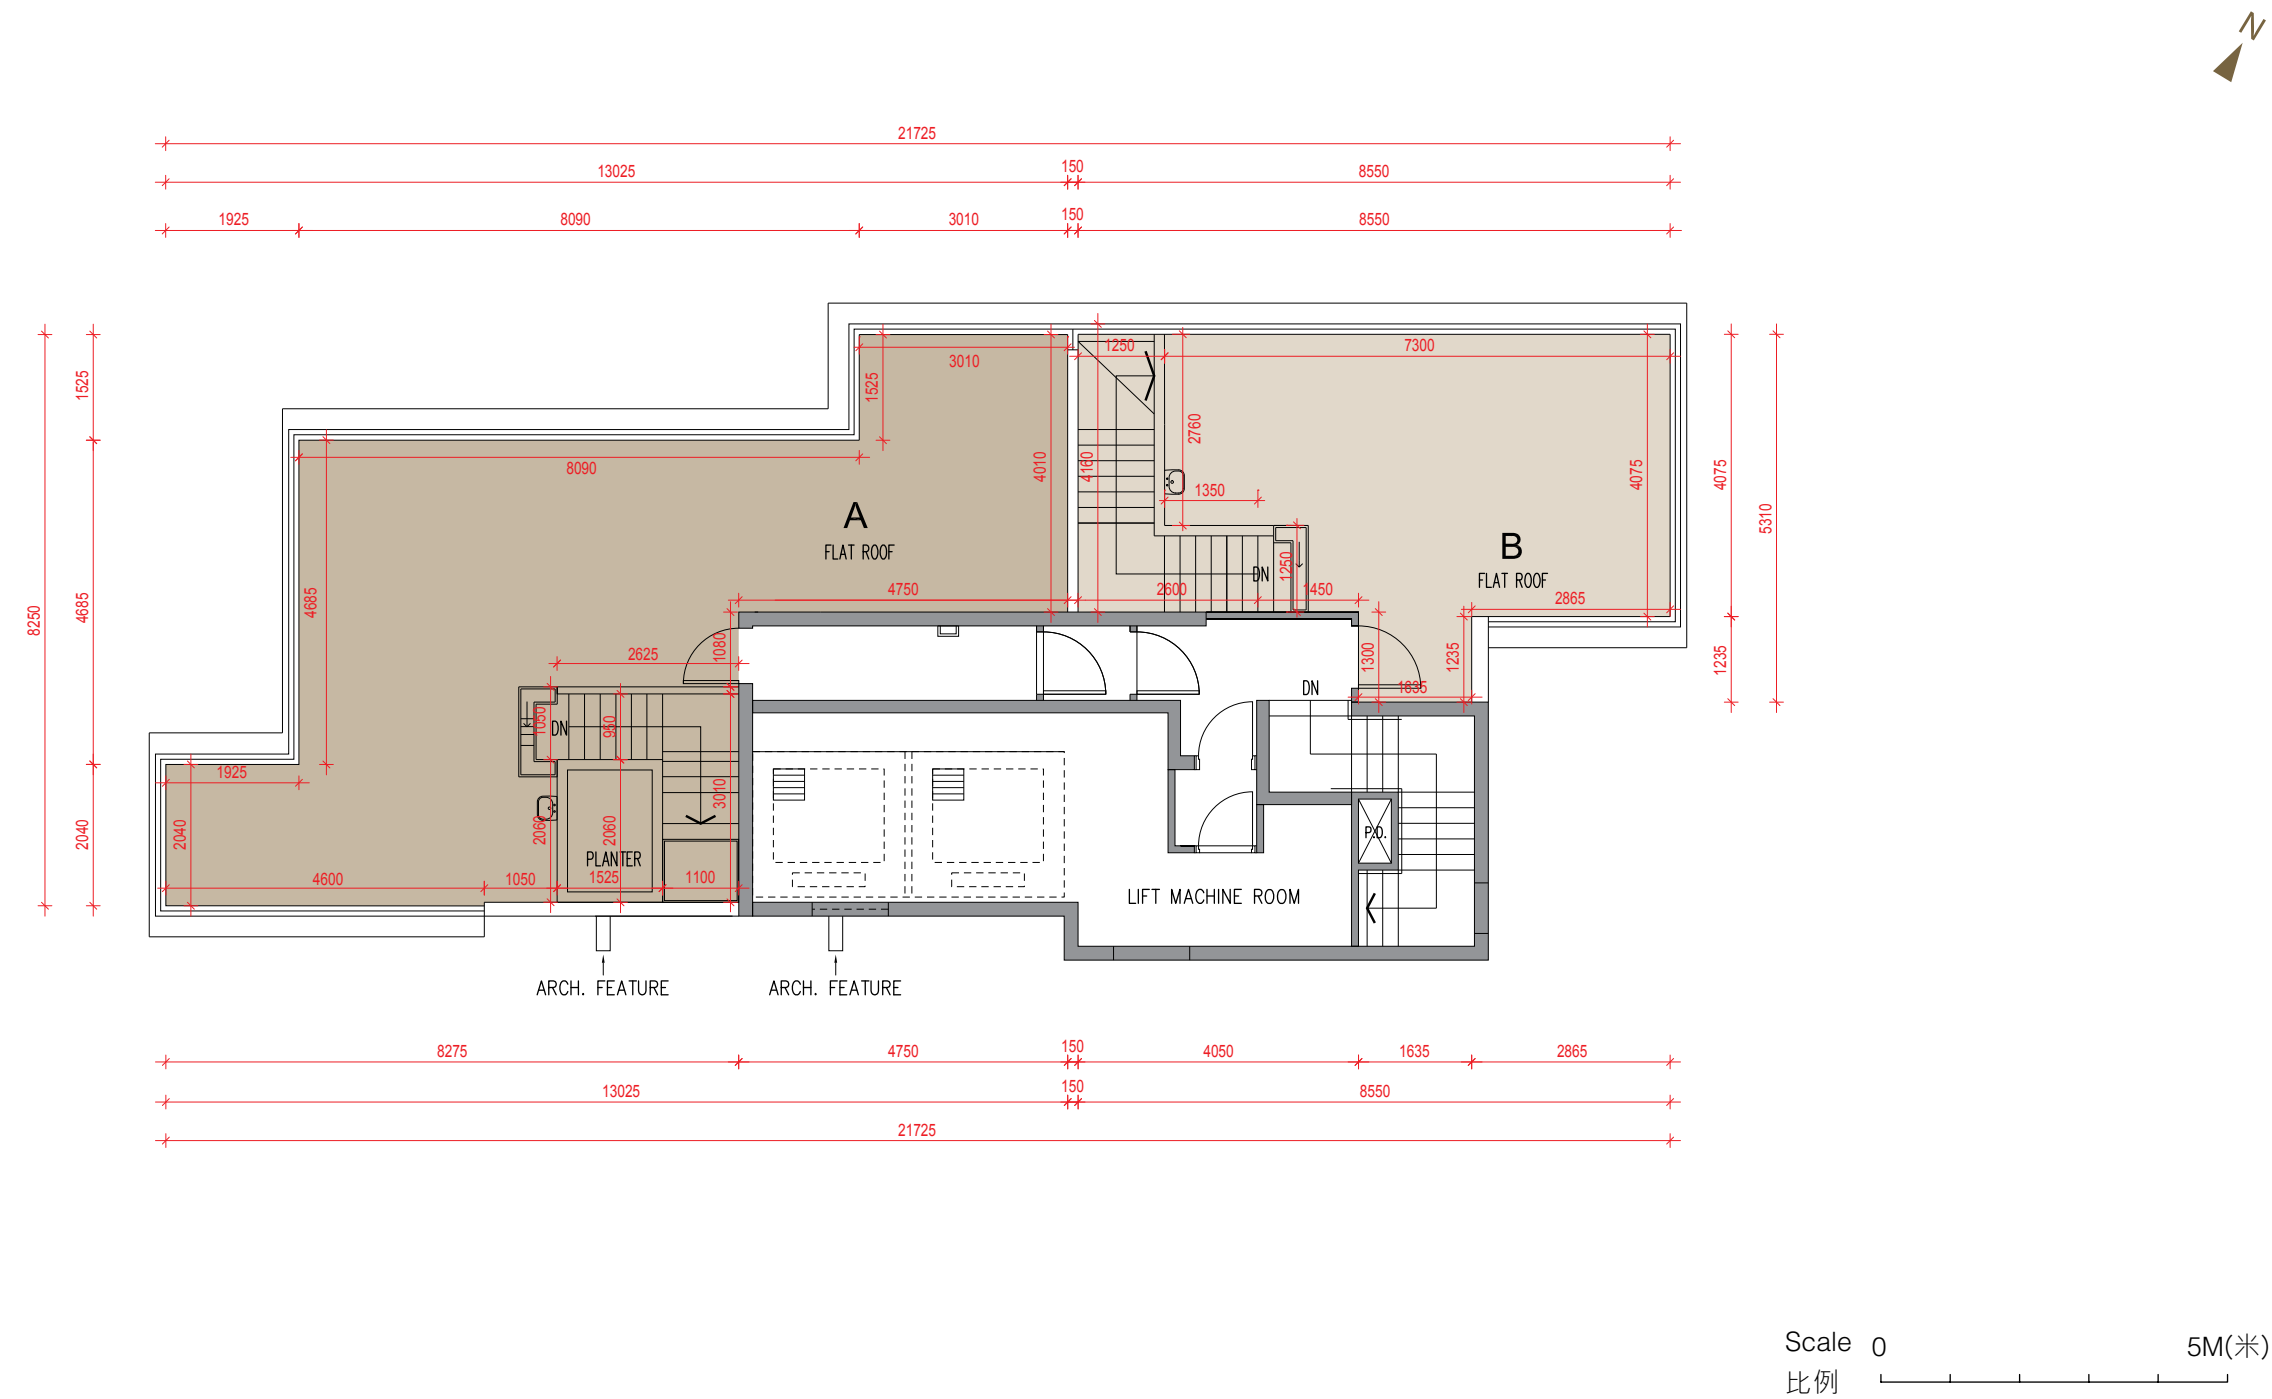 N
21725
13025 150 8550
1925 8090 3010 150 8550
1250 7300
3010
1525 1525
2760
8090
4010 4160 4075 4075
1350
5310
A
FLAT ROOF
B
FLAT ROOF
DN
1250
4750 2600 1450
2865
8250 4685 4685
1080
2625
1300 1235 1235
DN
1635
1050 DN 950
1925
3010
2040 2040
2060 2060
P.D.
PLANTER
4600 1050 1525 1100
LIFT MACHINE ROOM
ARCH. FEATURE ARCH. FEATURE
8275 4750 150 4050 1635 2865
13025 150 8550
21725
Scale 0 5M(米)
比例